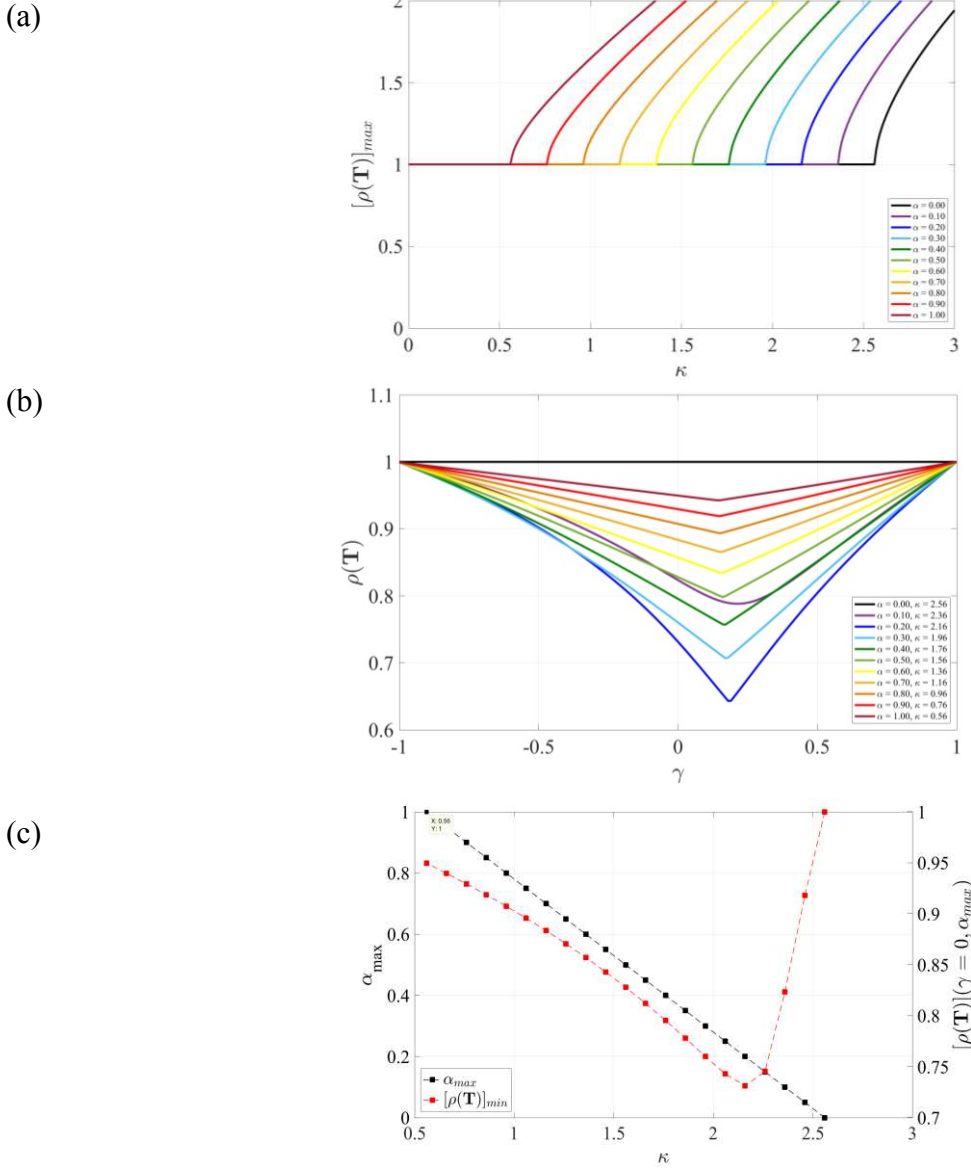 (a)
2
1.5
1
0.5
0
[ρ(T)]max
0 0.5 1 1.5 2 2.5 3
κ
α = 0.00
α = 0.10
α = 0.20
α = 0.30
α = 0.40
α = 0.50
α = 0.60
α = 0.70
α = 0.80
α = 0.90
α = 1.00
(b)
1.1
1
0.9
0.8
0.7
0.6
ρ(T)
-1 -0.5 0 0.5 1
γ
α = 0.00, κ = 2.56
α = 0.10, κ = 2.36
α = 0.20, κ = 2.16
α = 0.30, κ = 1.96
α = 0.40, κ = 1.76
α = 0.50, κ = 1.56
α = 0.60, κ = 1.36
α = 0.70, κ = 1.16
α = 0.80, κ = 0.96
α = 0.90, κ = 0.76
α = 1.00, κ = 0.56
(c)
1
0.8
0.6
0.4
0.2
0
αmax
X: 0.56
Y: 1
αmax
[ρ(T)]min
0.5 1 1.5 2 2.5 3
κ
1
0.95
0.9
0.85
0.8
0.75
0.7
[ρ(T)](γ = 0, αmax)